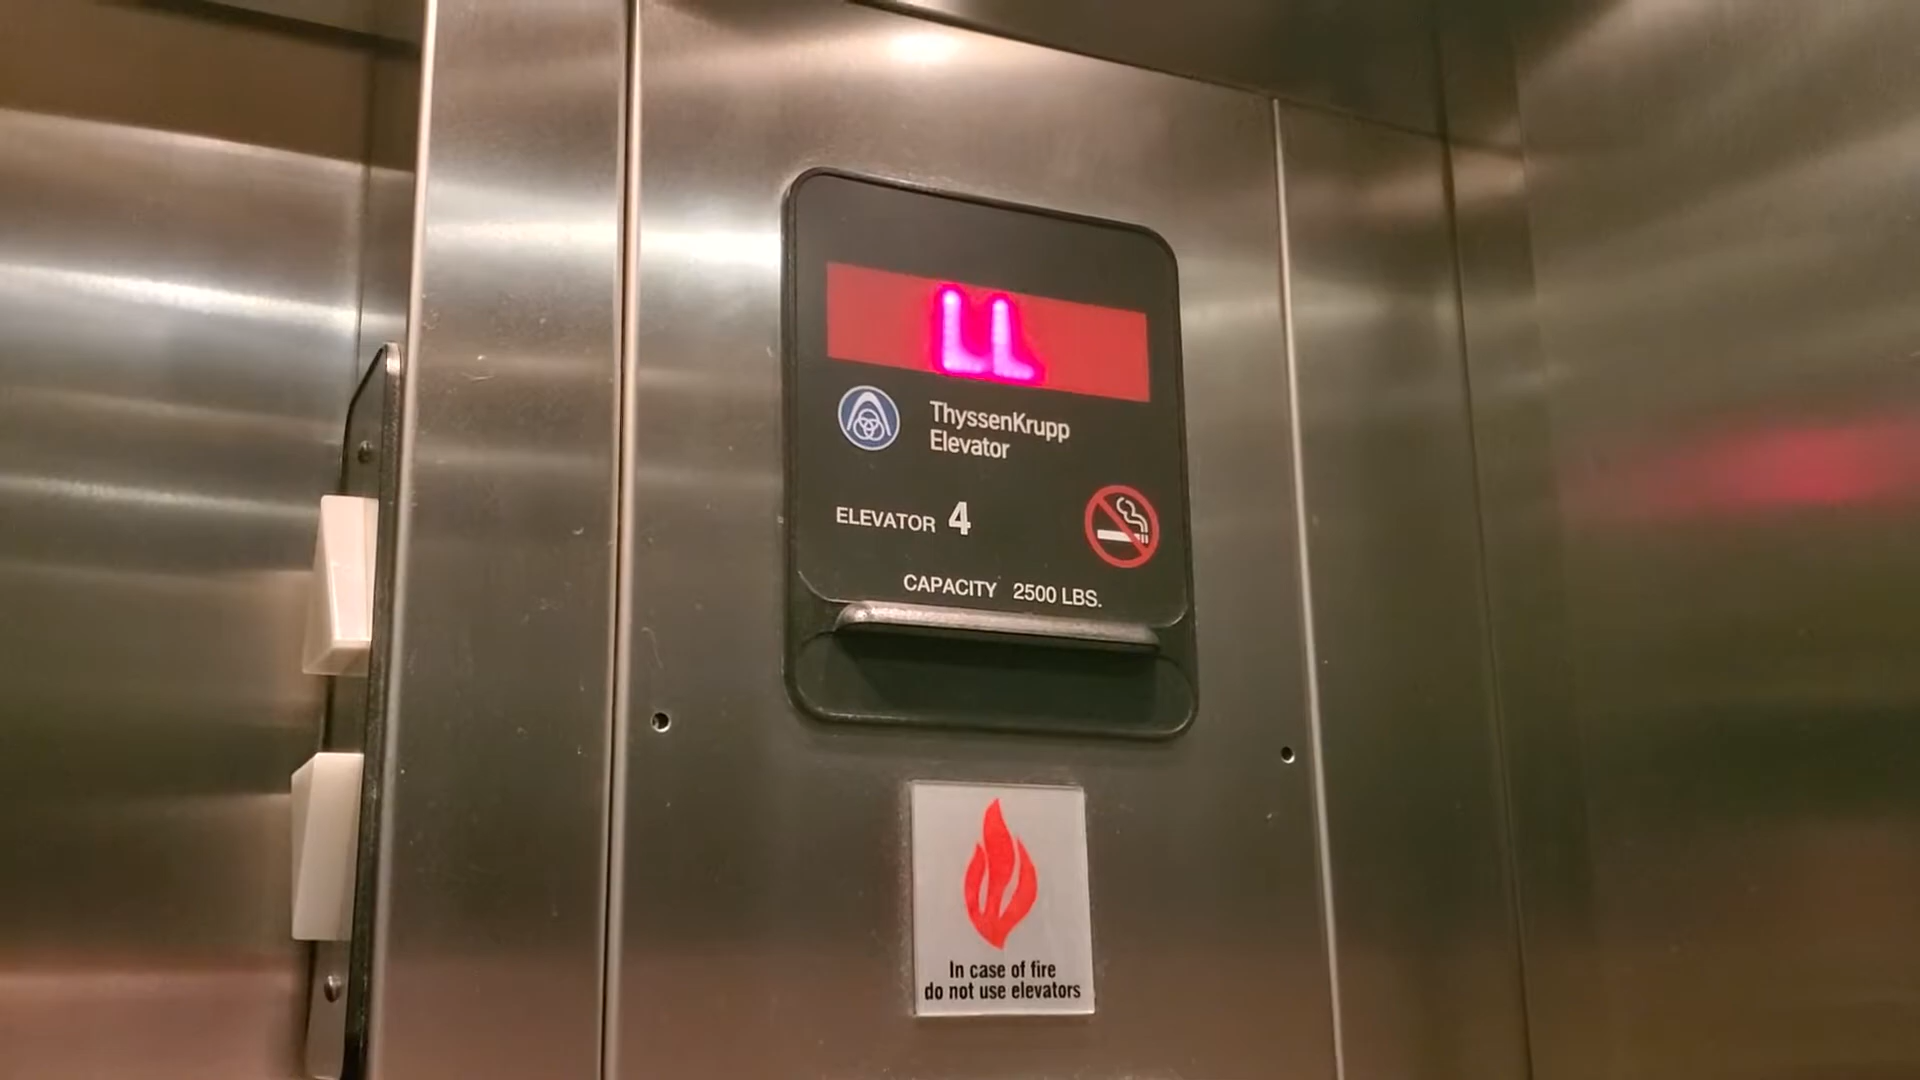 LL
ThyssenKrupp
Elevator
ELEVATOR 4
CAPACITY 2500 LBS.
In case of fire
do not use elevators